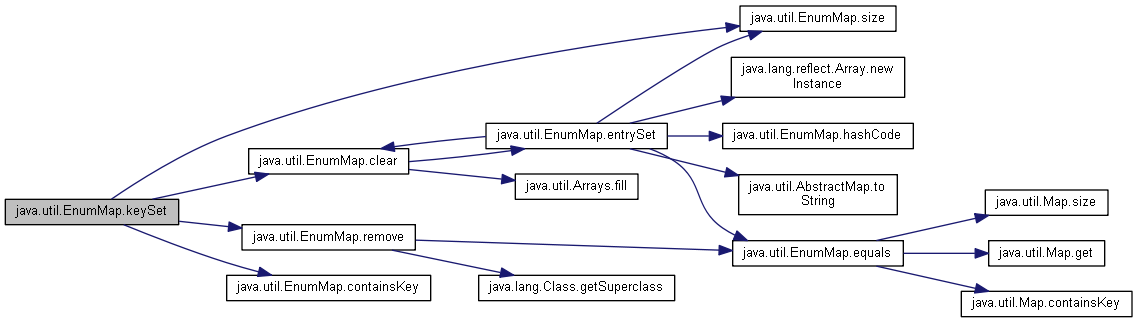 java.util.EnumMap.size
java.lang.reflect.Array.new
Instance
java.util.EnumMap.entrySet
java.util.EnumMap.hashCode
java.util.EnumMap.clear
java.util.Arrays.fill
java.util.AbstractMap.to
String
java.util.EnumMap.keySet
java.util.Map.size
java.util.EnumMap.remove
java.util.EnumMap.equals
java.util.Map.get
java.util.EnumMap.containsKey
java.lang.Class.getSuperclass
java.util.Map.containsKey